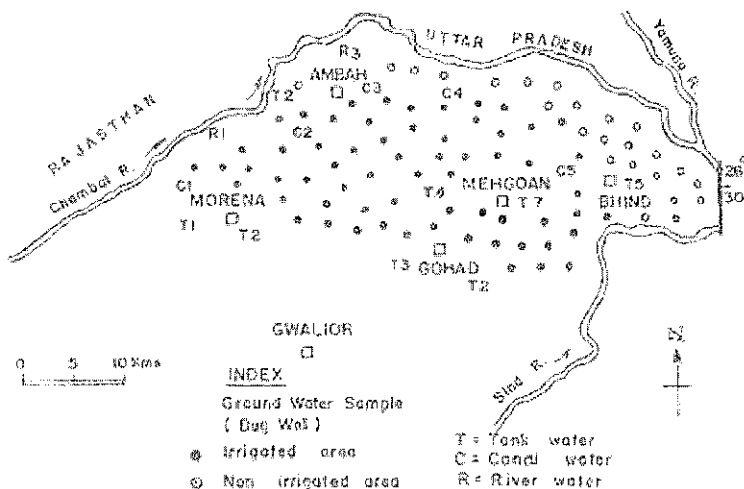 UTTAR PRADESH
Yamuna R.
R3
AMBAH
T2
C3
C4
RAJASTHAN
R1
C2
C5
26°
30
Chambal R.
C1
MORENA
T1
T2
T5
BHIND
MEHGOAN
T7
T3
GOHAD
T2
GWALIOR
Sind R.
N
0 5 10 Kms
INDEX
Ground Water Sample
( Dug Well )
Irrigated area
Non irrigated area
T = Tank water
C = Canal water
R = River water